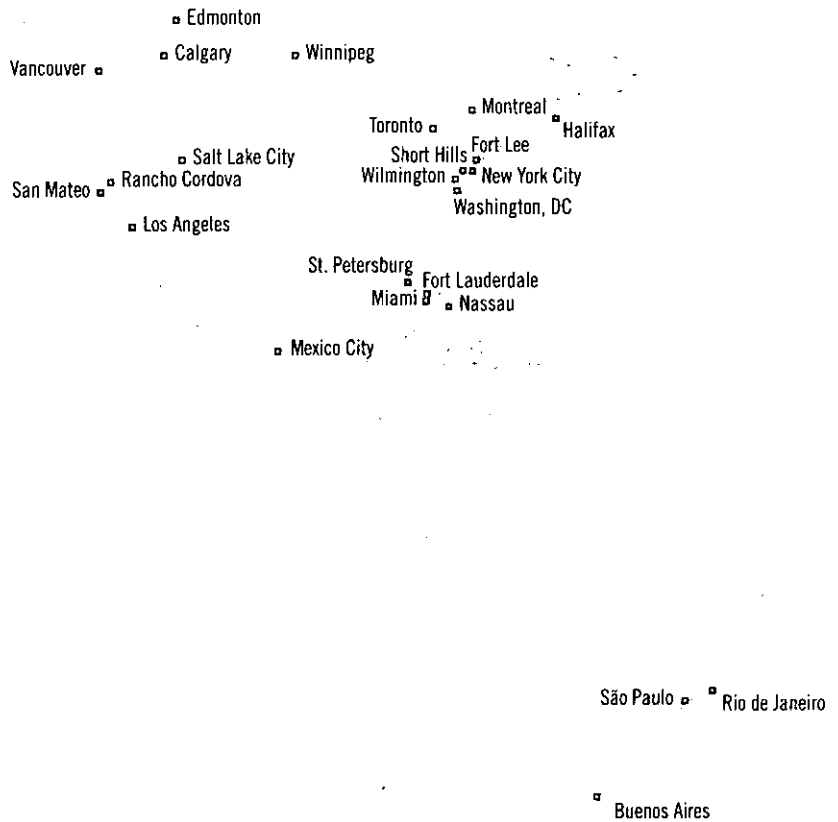 Edmonton
Calgary
Winnipeg
Vancouver
Montreal
Toronto
Halifax
Fort Lee
Short Hills
Salt Lake City
Wilmington
New York City
Rancho Cordova
San Mateo
Washington, DC
Los Angeles
St. Petersburg
Fort Lauderdale
Miami
Nassau
Mexico City
São Paulo
Rio de Janeiro
Buenos Aires